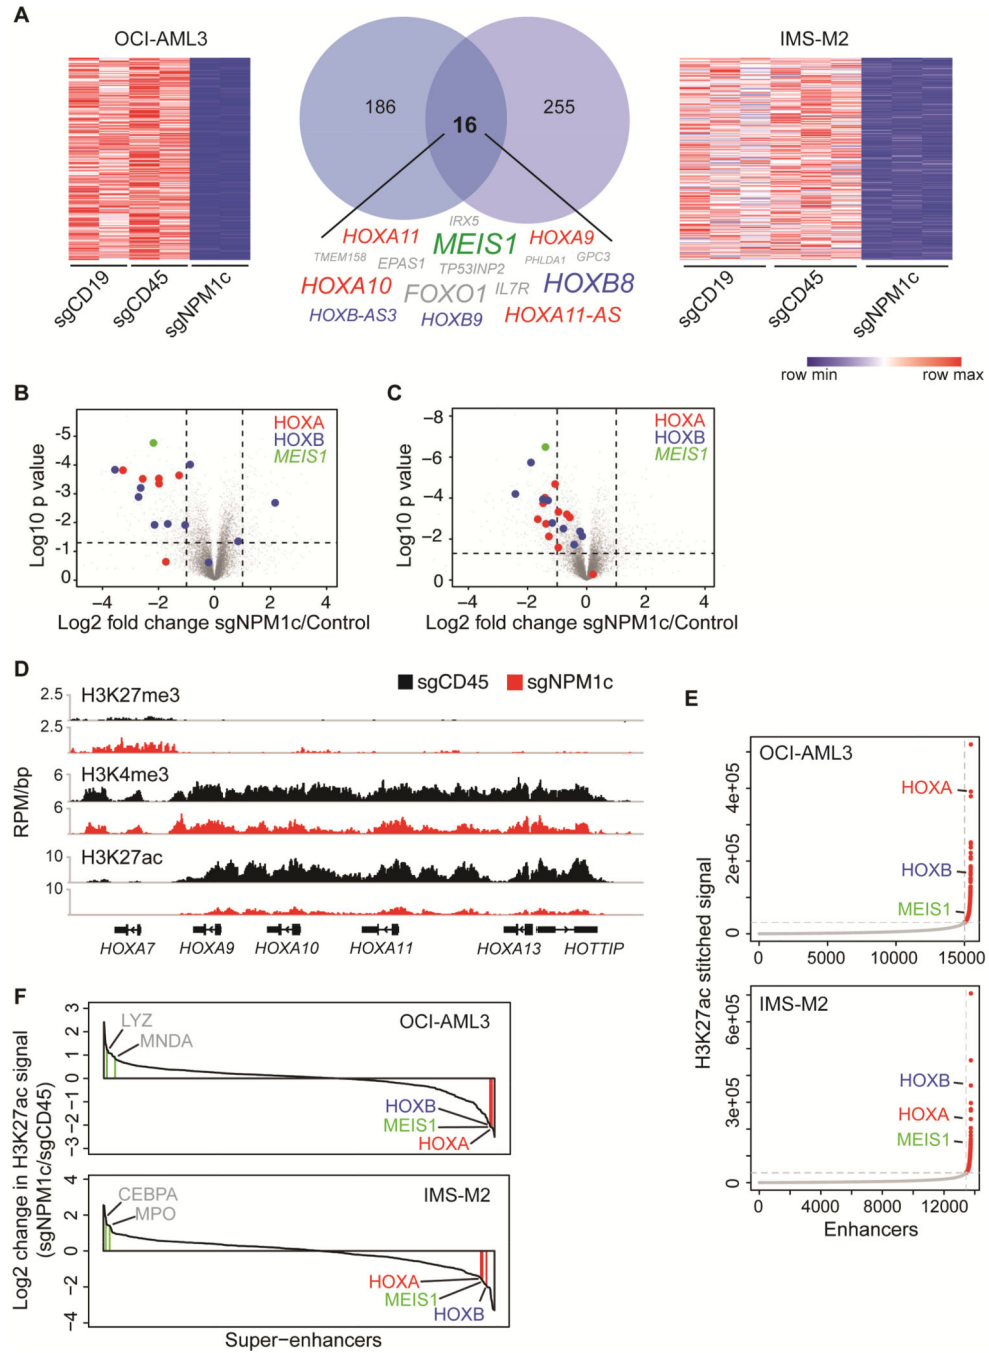 A
OCI-AML3
IMS-M2
186
16
255
IRX5
HOXA11
MEIS1
HOXA9
TMEM158
EPAS1
TP53INP2
PHLDA1
GPC3
HOXA10
FOXO1
IL7R
HOXB8
HOXB-AS3
HOXB9
HOXA11-AS
sgCD19
sgCD45
sgNPM1c
sgCD19
sgCD45
sgNPM1c
row min
row max
B
Log10 p value
-5
-4
-3
-2
-1
0
HOXA
HOXB
MEIS1
−4 −2 0 2 4
Log2 fold change sgNPM1c/Control
C
Log10 p value
−8
−6
−4
−2
0
HOXA
HOXB
MEIS1
−4 −2 0 2 4
Log2 fold change sgNPM1c/Control
D
sgCD45 sgNPM1c
RPM/bp
2.5
H3K27me3
2.5
6
H3K4me3
6
10
H3K27ac
10
HOXA7 HOXA9 HOXA10 HOXA11 HOXA13 HOTTIP
E
H3K27ac stitched signal
OCI-AML3
4e+05
2e+05
0
HOXA
HOXB
MEIS1
0 5000 10000 15000
IMS-M2
6e+05
3e+05
0
HOXB
HOXA
MEIS1
0 4000 8000 12000
Enhancers
F
Log2 change in H3K27ac signal
(sgNPM1c/sgCD45)
3
2
1
0
-1
-2
-3
OCI-AML3
LYZ
MNDA
HOXB
MEIS1
HOXA
4
2
0
-2
-4
IMS-M2
CEBPA
MPO
HOXA
MEIS1
HOXB
Super−enhancers